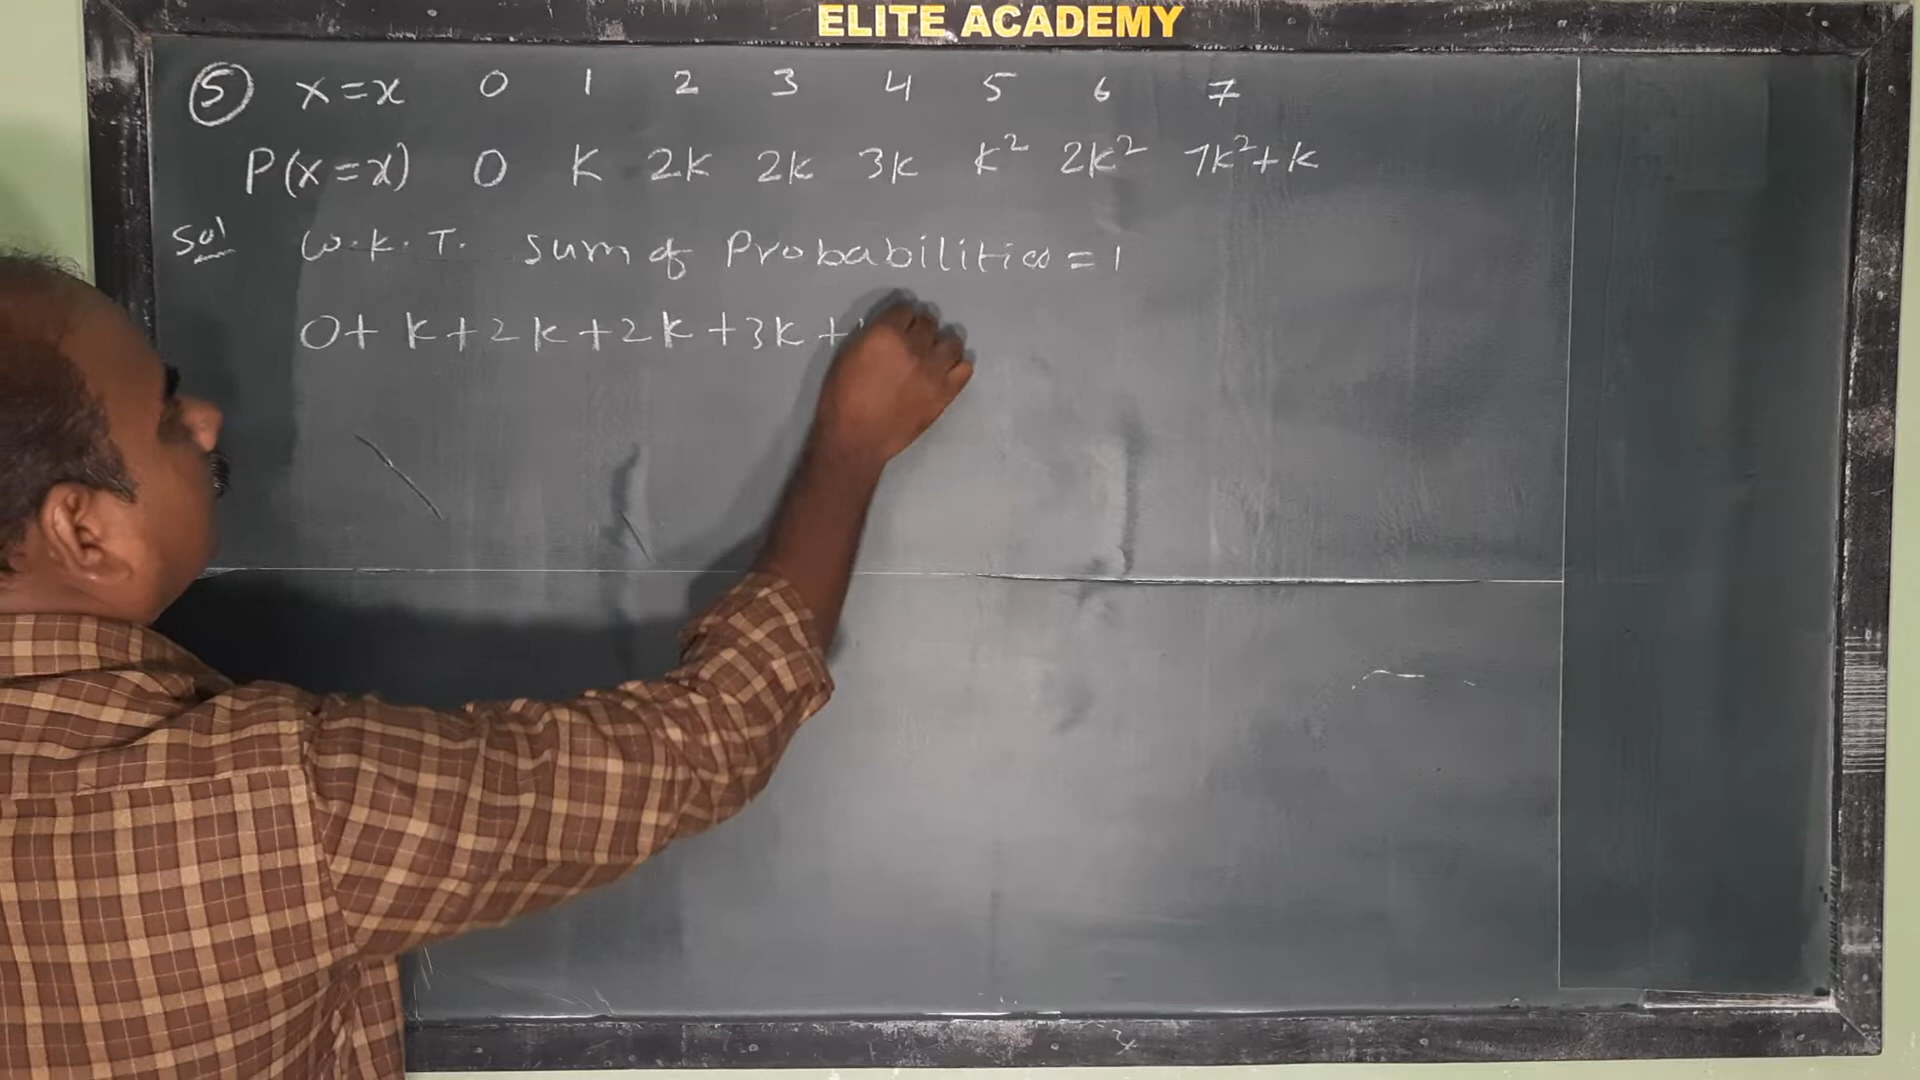 ELITE ACADEMY
⑤ X=x 0 1 2 3 4 5 6 7
P(X=x) 0 K 2K 2K 3K K² 2K² 7K²+K
Sol W.K.T. Sum of Probabilities = 1
0+ K+2K+2K+3K+